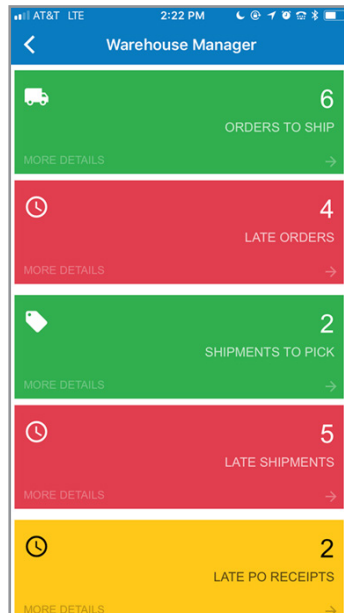 AT&T LTE 2:22 PM
Warehouse Manager
6
ORDERS TO SHIP
MORE DETAILS
4
LATE ORDERS
MORE DETAILS
2
SHIPMENTS TO PICK
MORE DETAILS
5
LATE SHIPMENTS
MORE DETAILS
2
LATE PO RECEIPTS
MORE DETAILS